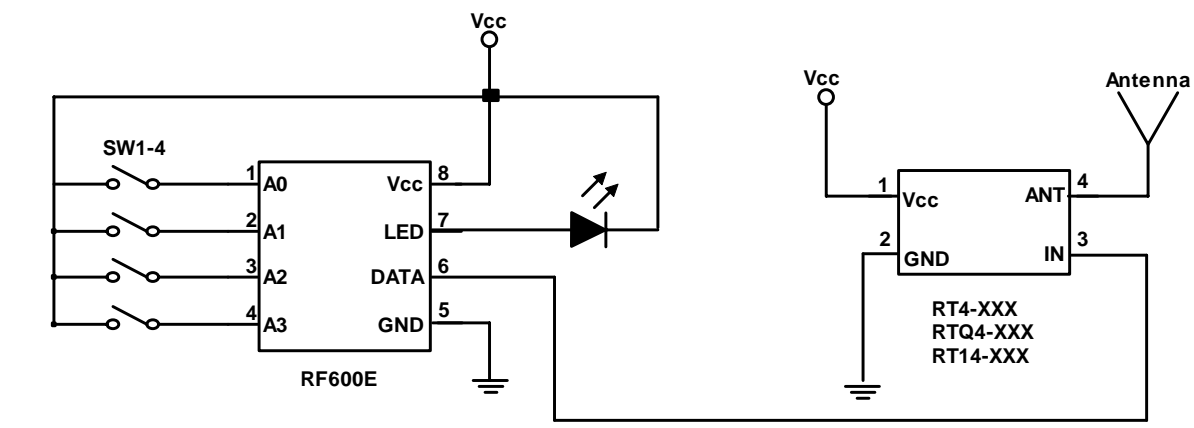 Vcc
SW1-4
1 A0
2 A1
3 A2
4 A3
8 Vcc
7 LED
6 DATA
5 GND
RF600E
Vcc
Antenna
1 Vcc
2 GND
4 ANT
3 IN
RT4-XXX
RTQ4-XXX
RT14-XXX